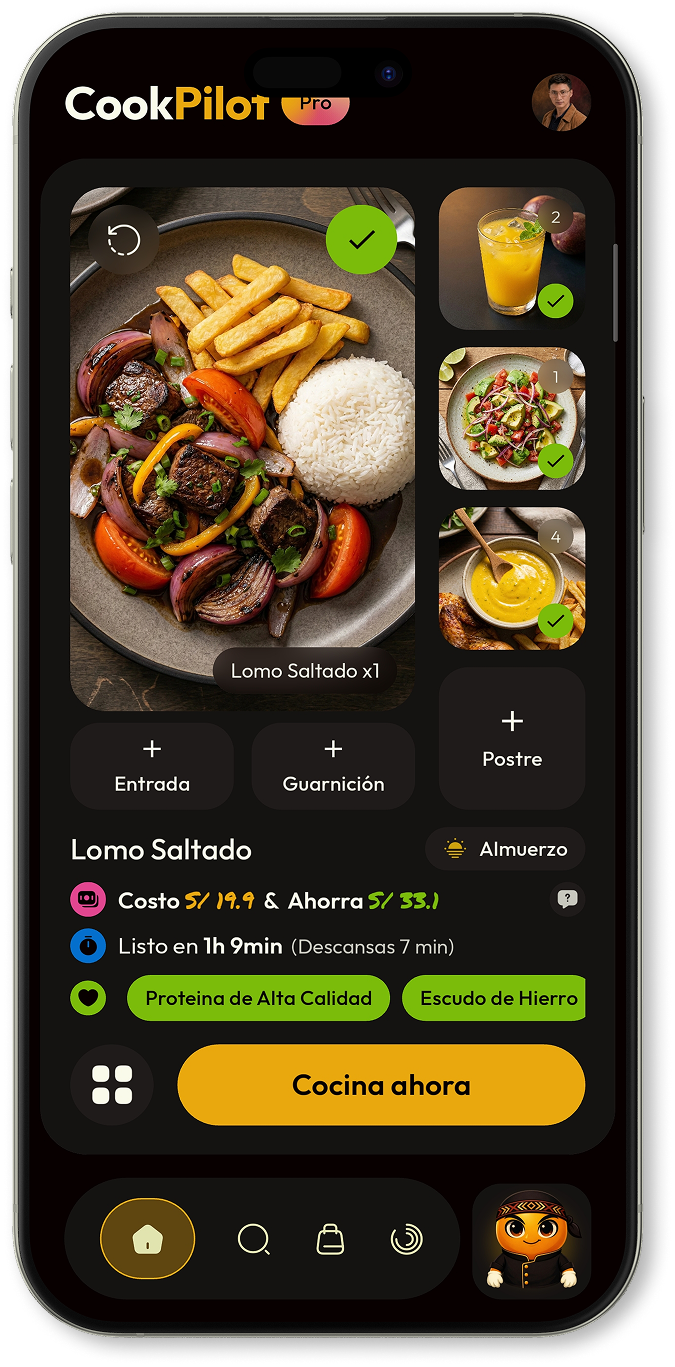 CookPilot Pro
2
1
4
Lomo Saltado x1
Entrada
Guarnición
Postre
Lomo Saltado
Almuerzo
Costo S/ 19.9 & Ahorra S/ 33.1
?
Listo en 1h 9min (Descansas 7 min)
Proteina de Alta Calidad
Escudo de Hierro
Cocina ahora